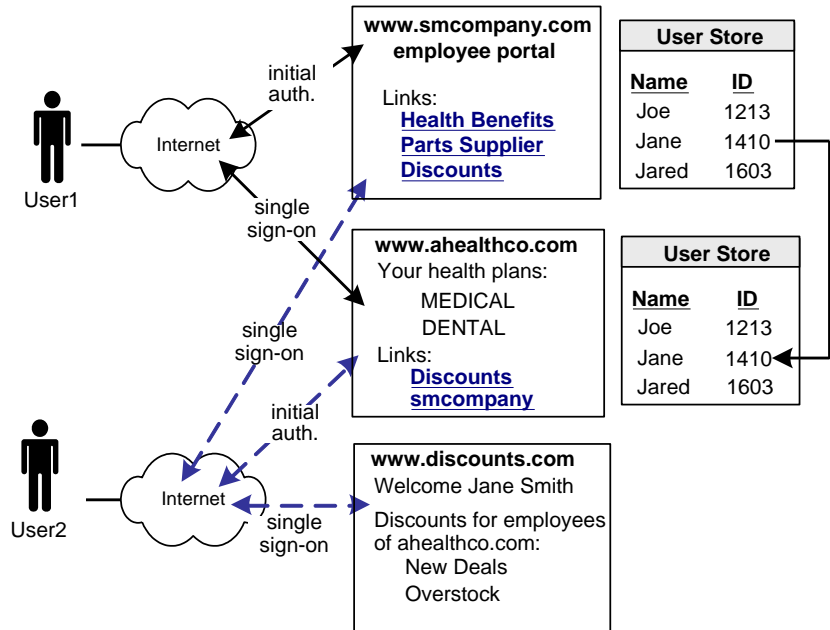 www.smcompany.com
employee portal
Links:
Health Benefits
Parts Supplier
Discounts
User Store
Name ID
Joe 1213
Jane 1410
Jared 1603
initial
auth.
Internet
User1
single
sign-on
www.ahealthco.com
Your health plans:
MEDICAL
DENTAL
Links:
Discounts
smcompany
User Store
Name ID
Joe 1213
Jane 1410
Jared 1603
single
sign-on
initial
auth.
Internet
User2
single
sign-on
www.discounts.com
Welcome Jane Smith
Discounts for employees
of ahealthco.com:
New Deals
Overstock